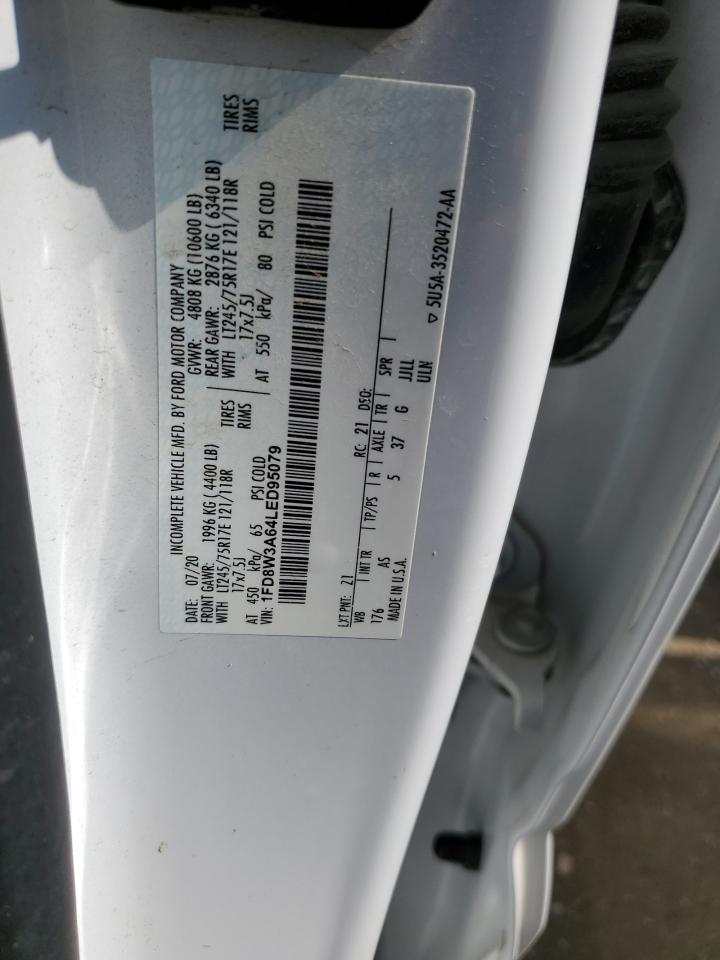 INCOMPLETE VEHICLE MFD. BY FORD MOTOR COMPANY
DATE: 07/20 GVWR: 4808 KG (10600 LB)
FRONT GAWR: 1996 KG ( 4400 LB) REAR GAWR: 2876 KG ( 6340 LB)
WITH LT245/75R17E 121/118R TIRES WITH LT245/75R17E 121/118R TIRES
17x7.5J RIMS 17x7.5J RIMS
AT 450 kPa/ 65 PSI COLD AT 550 kPa/ 80 PSI COLD
VIN: 1FD8W3A64LED95079
EXT PNT: 21 RC: 21 DSO:
WB INT TR TP/PS R AXLE TR SPR
176 AS 5 37 G JJLL
MADE IN U.S.A. ULN
▽ 5U5A-3520472-AA